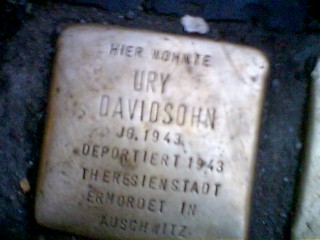 HIER WOHNTE
URY
DAVIDSOHN
JG. 1943
DEPORTIERT 1943
THERESIENSTADT
ERMORDET IN
AUSCHWITZ